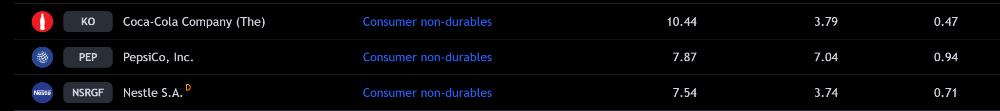 KO Coca-Cola Company (The) Consumer non-durables 10.44 3.79 0.47
PEP PepsiCo, Inc. Consumer non-durables 7.87 7.04 0.94
Nestlé NSRGF Nestle S.A. D Consumer non-durables 7.54 3.74 0.71